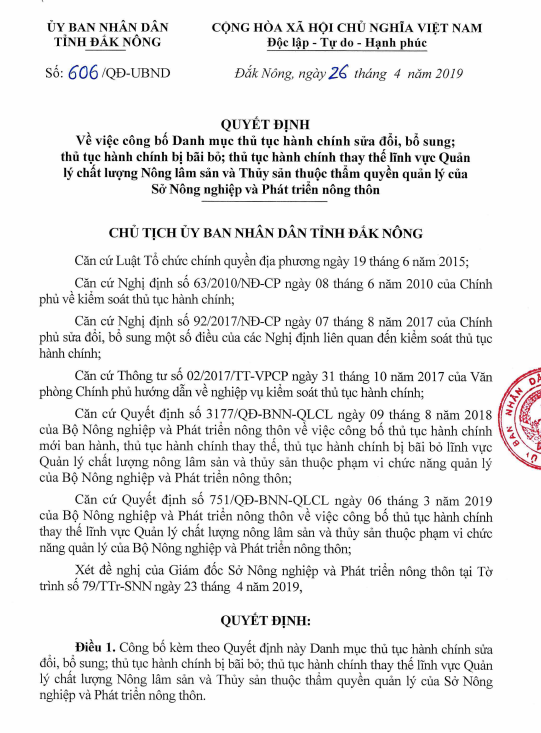 ỦY BAN NHÂN DÂN
TỈNH ĐẮK NÔNG
CỘNG HÒA XÃ HỘI CHỦ NGHĨA VIỆT NAM
Độc lập - Tự do - Hạnh phúc
Số: 606/QĐ-UBND
Đắk Nông, ngày 26 tháng 4 năm 2019
QUYẾT ĐỊNH
Về việc công bố Danh mục thủ tục hành chính sửa đổi, bổ sung;
thủ tục hành chính bị bãi bỏ; thủ tục hành chính thay thế lĩnh vực Quản
lý chất lượng Nông lâm sản và Thủy sản thuộc thẩm quyền quản lý của
Sở Nông nghiệp và Phát triển nông thôn
CHỦ TỊCH ỦY BAN NHÂN DÂN TỈNH ĐẮK NÔNG
Căn cứ Luật Tổ chức chính quyền địa phương ngày 19 tháng 6 năm 2015;
Căn cứ Nghị định số 63/2010/NĐ-CP ngày 08 tháng 6 năm 2010 của Chính
phủ về kiểm soát thủ tục hành chính;
Căn cứ Nghị định số 92/2017/NĐ-CP ngày 07 tháng 8 năm 2017 của Chính
phủ sửa đổi, bổ sung một số điều của các Nghị định liên quan đến kiểm soát thủ tục
hành chính;
Căn cứ Thông tư số 02/2017/TT-VPCP ngày 31 tháng 10 năm 2017 của Văn
phòng Chính phủ hướng dẫn về nghiệp vụ kiểm soát thủ tục hành chính;
Căn cứ Quyết định số 3177/QĐ-BNN-QLCL ngày 09 tháng 8 năm 2018
của Bộ Nông nghiệp và Phát triển nông thôn về việc công bố thủ tục hành chính
mới ban hành, thủ tục hành chính thay thế, thủ tục hành chính bị bãi bỏ lĩnh vực
Quản lý chất lượng nông lâm sản và thủy sản thuộc phạm vi chức năng quản lý
của Bộ Nông nghiệp và Phát triển nông thôn;
Căn cứ Quyết định số 751/QĐ-BNN-QLCL ngày 06 tháng 3 năm 2019
của Bộ Nông nghiệp và Phát triển nông thôn về việc công bố thủ tục hành chính
thay thế lĩnh vực Quản lý chất lượng nông lâm sản và thủy sản thuộc phạm vi chức
năng quản lý của Bộ Nông nghiệp và Phát triển nông thôn;
Xét đề nghị của Giám đốc Sở Nông nghiệp và Phát triển nông thôn tại Tờ
trình số 79/TTr-SNN ngày 23 tháng 4 năm 2019,
QUYẾT ĐỊNH:
Điều 1. Công bố kèm theo Quyết định này Danh mục thủ tục hành chính sửa
đổi, bổ sung; thủ tục hành chính bị bãi bỏ; thủ tục hành chính thay thế lĩnh vực Quản
lý chất lượng Nông lâm sản và Thủy sản thuộc thẩm quyền quản lý của Sở Nông
nghiệp và Phát triển nông thôn.
BAN NHÂN